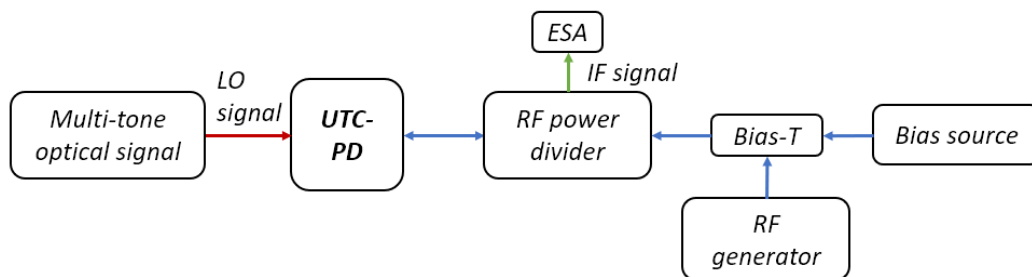 ESA
LO
signal
IF signal
Multi-tone
optical signal
UTC-
PD
RF power
divider
Bias-T
Bias source
RF
generator